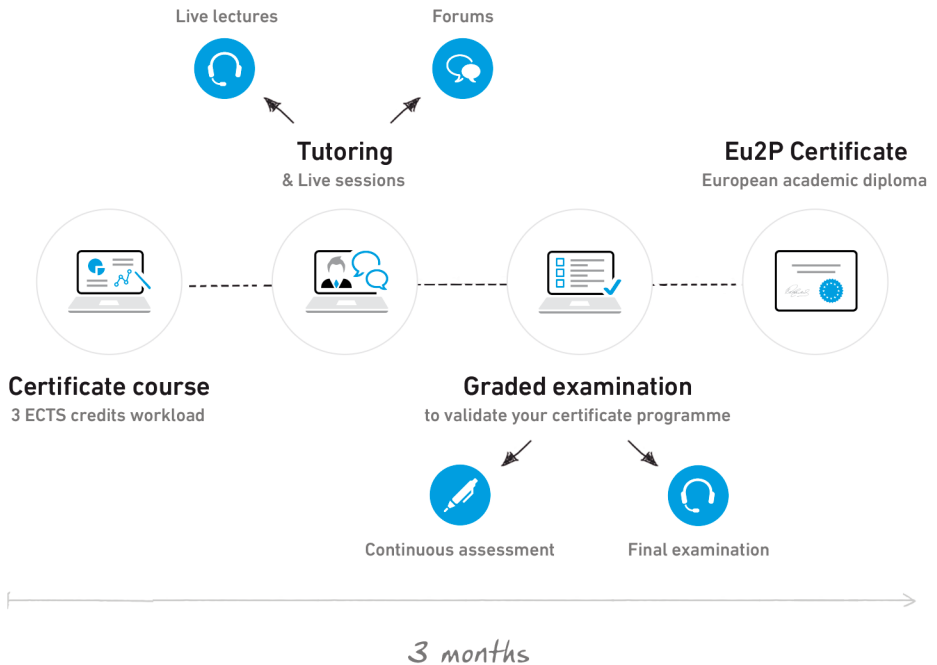 Live lectures
Forums
Tutoring
& Live sessions
Eu2P Certificate
European academic diploma
Certificate course
3 ECTS credits workload
Graded examination
to validate your certificate programme
Continuous assessment
Final examination
3 months